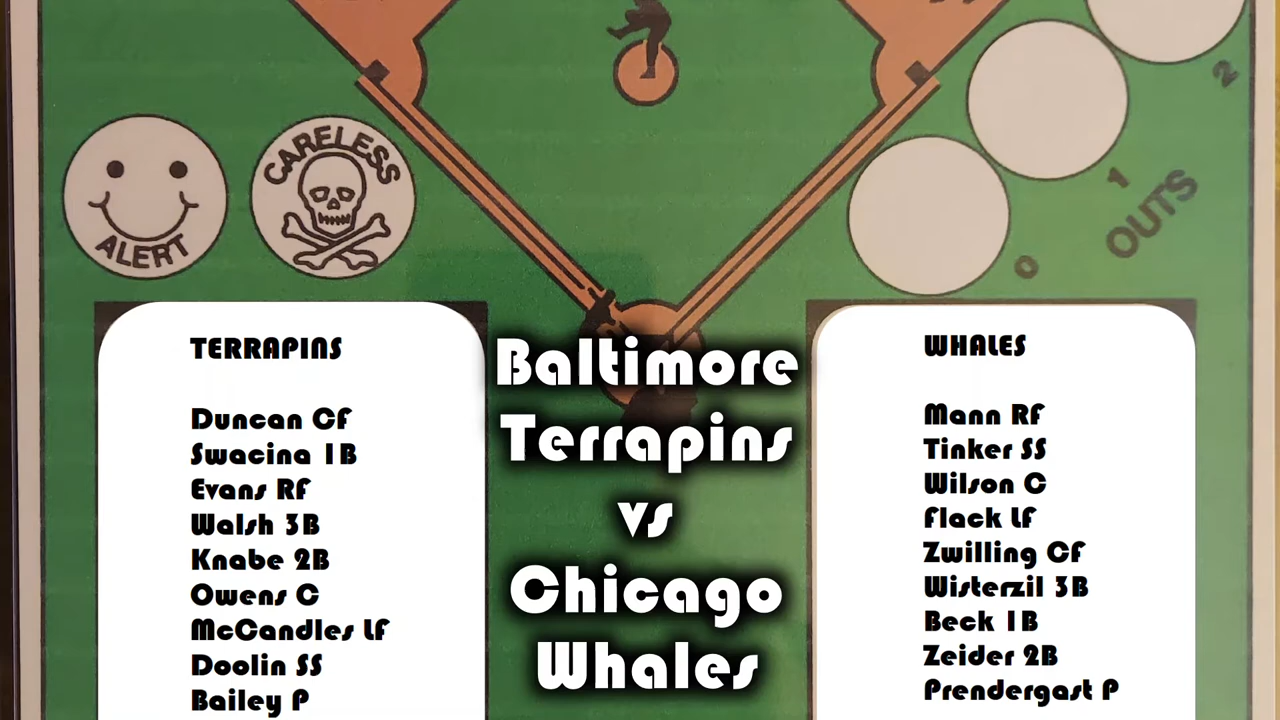 CARELESS
ALERT
2
1
0
OUTS
TERRAPINS
Duncan CF
Swacina 1B
Evans RF
Walsh 3B
Knabe 2B
Owens C
McCandles LF
Doolin SS
Bailey P
Baltimore
Terrapins
vs
Chicago
Whales
WHALES
Mann RF
Tinker SS
Wilson C
Flack LF
Zwilling CF
Wisterzil 3B
Beck 1B
Zeider 2B
Prendergast P